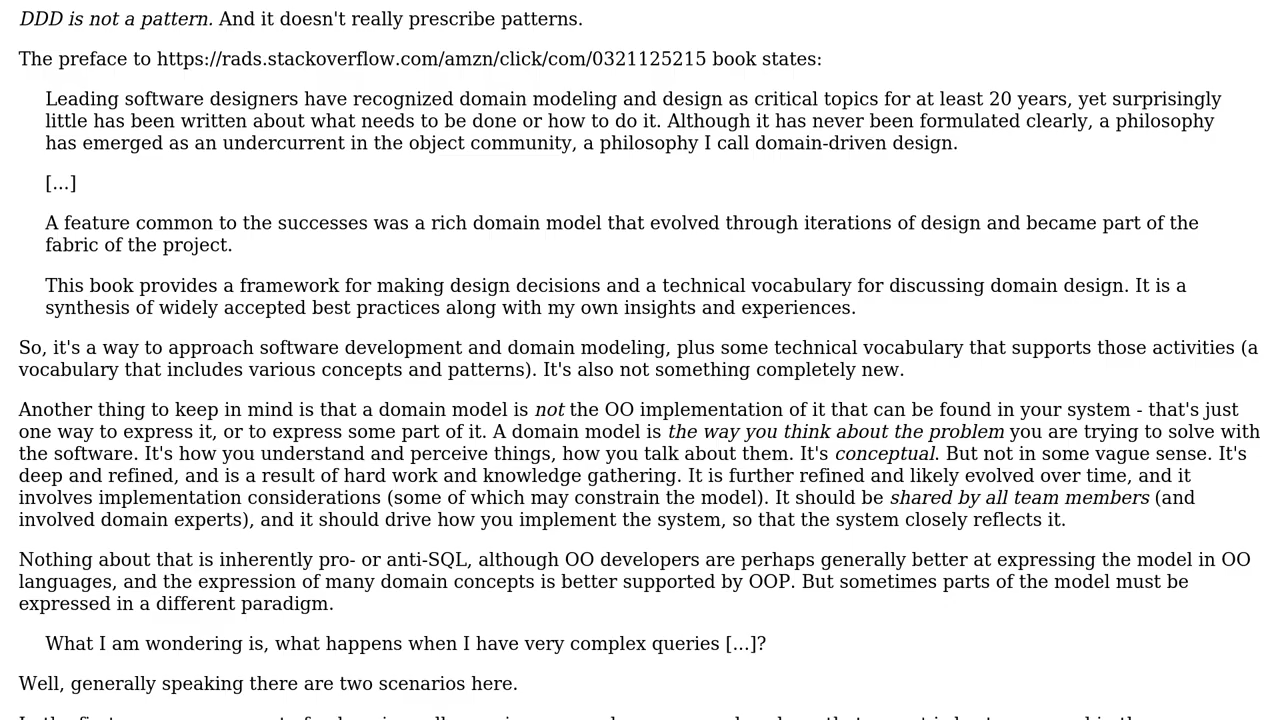 DDD is not a pattern. And it doesn't really prescribe patterns.
The preface to https://rads.stackoverflow.com/amzn/click/com/0321125215 book states:
Leading software designers have recognized domain modeling and design as critical topics for at least 20 years, yet surprisingly
little has been written about what needs to be done or how to do it. Although it has never been formulated clearly, a philosophy
has emerged as an undercurrent in the object community, a philosophy I call domain-driven design.
[...]
A feature common to the successes was a rich domain model that evolved through iterations of design and became part of the
fabric of the project.
This book provides a framework for making design decisions and a technical vocabulary for discussing domain design. It is a
synthesis of widely accepted best practices along with my own insights and experiences.
So, it's a way to approach software development and domain modeling, plus some technical vocabulary that supports those activities (a
vocabulary that includes various concepts and patterns). It's also not something completely new.
Another thing to keep in mind is that a domain model is not the OO implementation of it that can be found in your system - that's just
one way to express it, or to express some part of it. A domain model is the way you think about the problem you are trying to solve with
the software. It's how you understand and perceive things, how you talk about them. It's conceptual. But not in some vague sense. It's
deep and refined, and is a result of hard work and knowledge gathering. It is further refined and likely evolved over time, and it
involves implementation considerations (some of which may constrain the model). It should be shared by all team members (and
involved domain experts), and it should drive how you implement the system, so that the system closely reflects it.
Nothing about that is inherently pro- or anti-SQL, although OO developers are perhaps generally better at expressing the model in OO
languages, and the expression of many domain concepts is better supported by OOP. But sometimes parts of the model must be
expressed in a different paradigm.
What I am wondering is, what happens when I have very complex queries [...]?
Well, generally speaking there are two scenarios here.